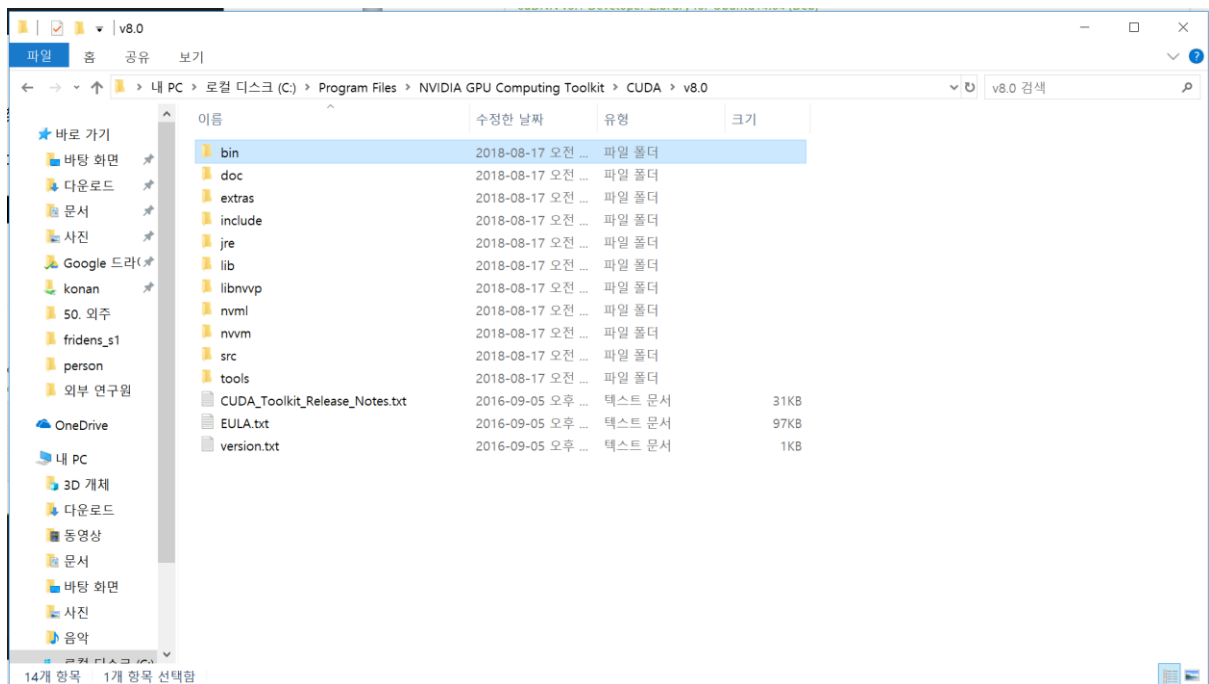 v8.0
파일 홈 공유 보기
내 PC > 로컬 디스크 (C:) > Program Files > NVIDIA GPU Computing Toolkit > CUDA > v8.0
v8.0 검색
이름 수정한 날짜 유형 크기
bin 2018-08-17 오전 ... 파일 폴더
doc 2018-08-17 오전 ... 파일 폴더
extras 2018-08-17 오전 ... 파일 폴더
include 2018-08-17 오전 ... 파일 폴더
jre 2018-08-17 오전 ... 파일 폴더
lib 2018-08-17 오전 ... 파일 폴더
libnvvp 2018-08-17 오전 ... 파일 폴더
nvml 2018-08-17 오전 ... 파일 폴더
nvvm 2018-08-17 오전 ... 파일 폴더
src 2018-08-17 오전 ... 파일 폴더
tools 2018-08-17 오전 ... 파일 폴더
CUDA_Toolkit_Release_Notes.txt 2016-09-05 오후 ... 텍스트 문서 31KB
EULA.txt 2016-09-05 오후 ... 텍스트 문서 97KB
version.txt 2016-09-05 오후 ... 텍스트 문서 1KB
바로 가기
바탕 화면
다운로드
문서
사진
Google 드라
konan
50. 외주
fridens_s1
person
외부 연구원
OneDrive
내 PC
3D 개체
다운로드
동영상
문서
바탕 화면
사진
음악
14개 항목 1개 항목 선택함